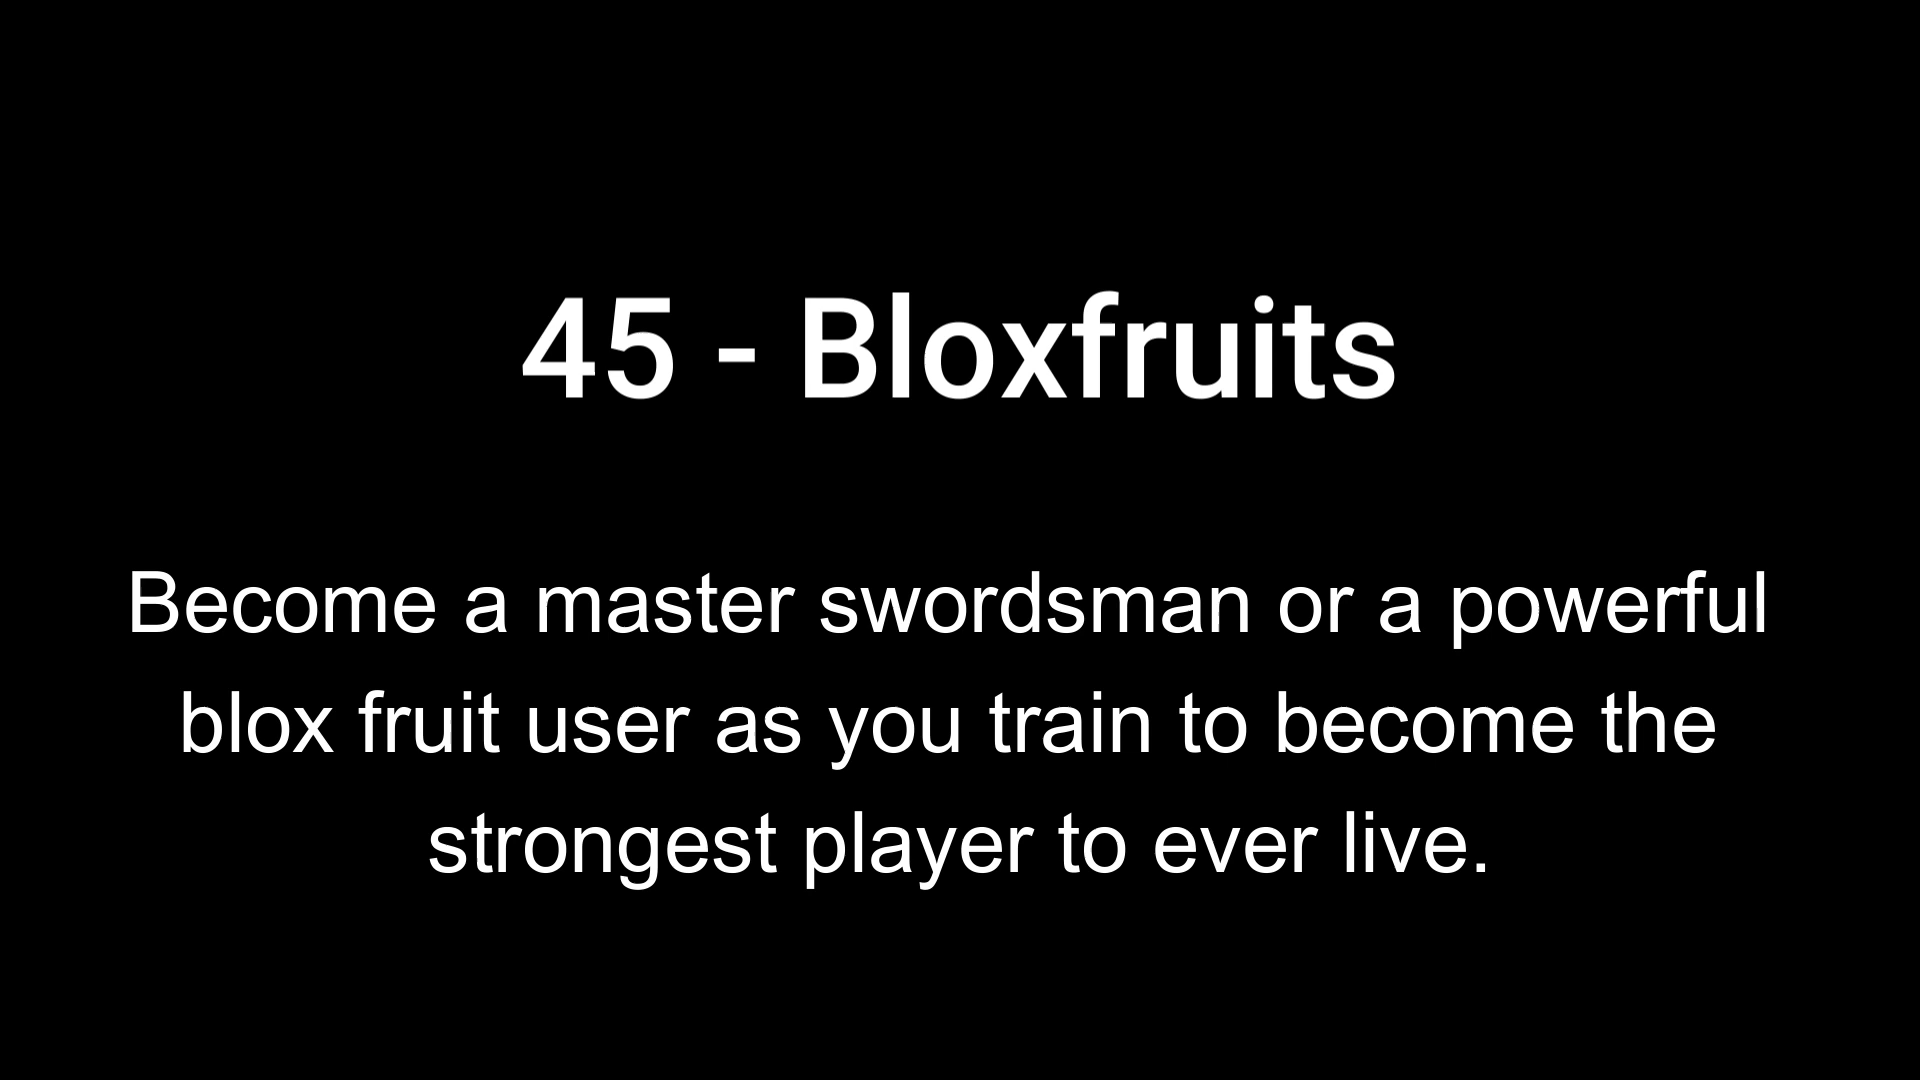 45 - Bloxfruits
Become a master swordsman or a powerful
blox fruit user as you train to become the
strongest player to ever live.